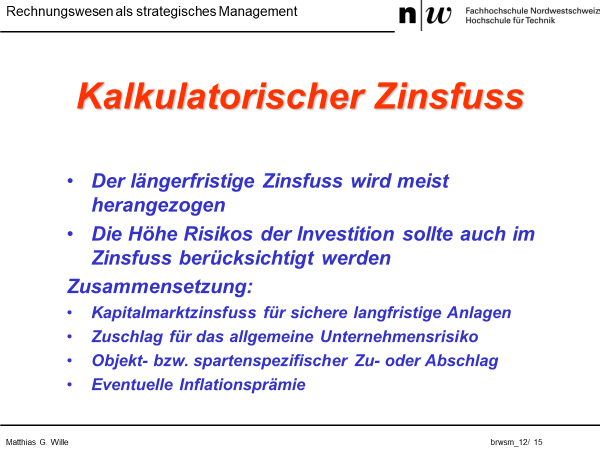 Rechnungswesen als strategisches Management
n|w
Fachhochschule Nordwestschweiz
Hochschule für Technik
Kalkulatorischer Zinsfuss
• Der längerfristige Zinsfuss wird meist
herangezogen
• Die Höhe Risikos der Investition sollte auch im
Zinsfuss berücksichtigt werden
Zusammensetzung:
• Kapitalmarktzinsfuss für sichere langfristige Anlagen
• Zuschlag für das allgemeine Unternehmensrisiko
• Objekt- bzw. spartenspezifischer Zu- oder Abschlag
• Eventuelle Inflationsprämie
Matthias G. Wille
brwsm_12/ 15